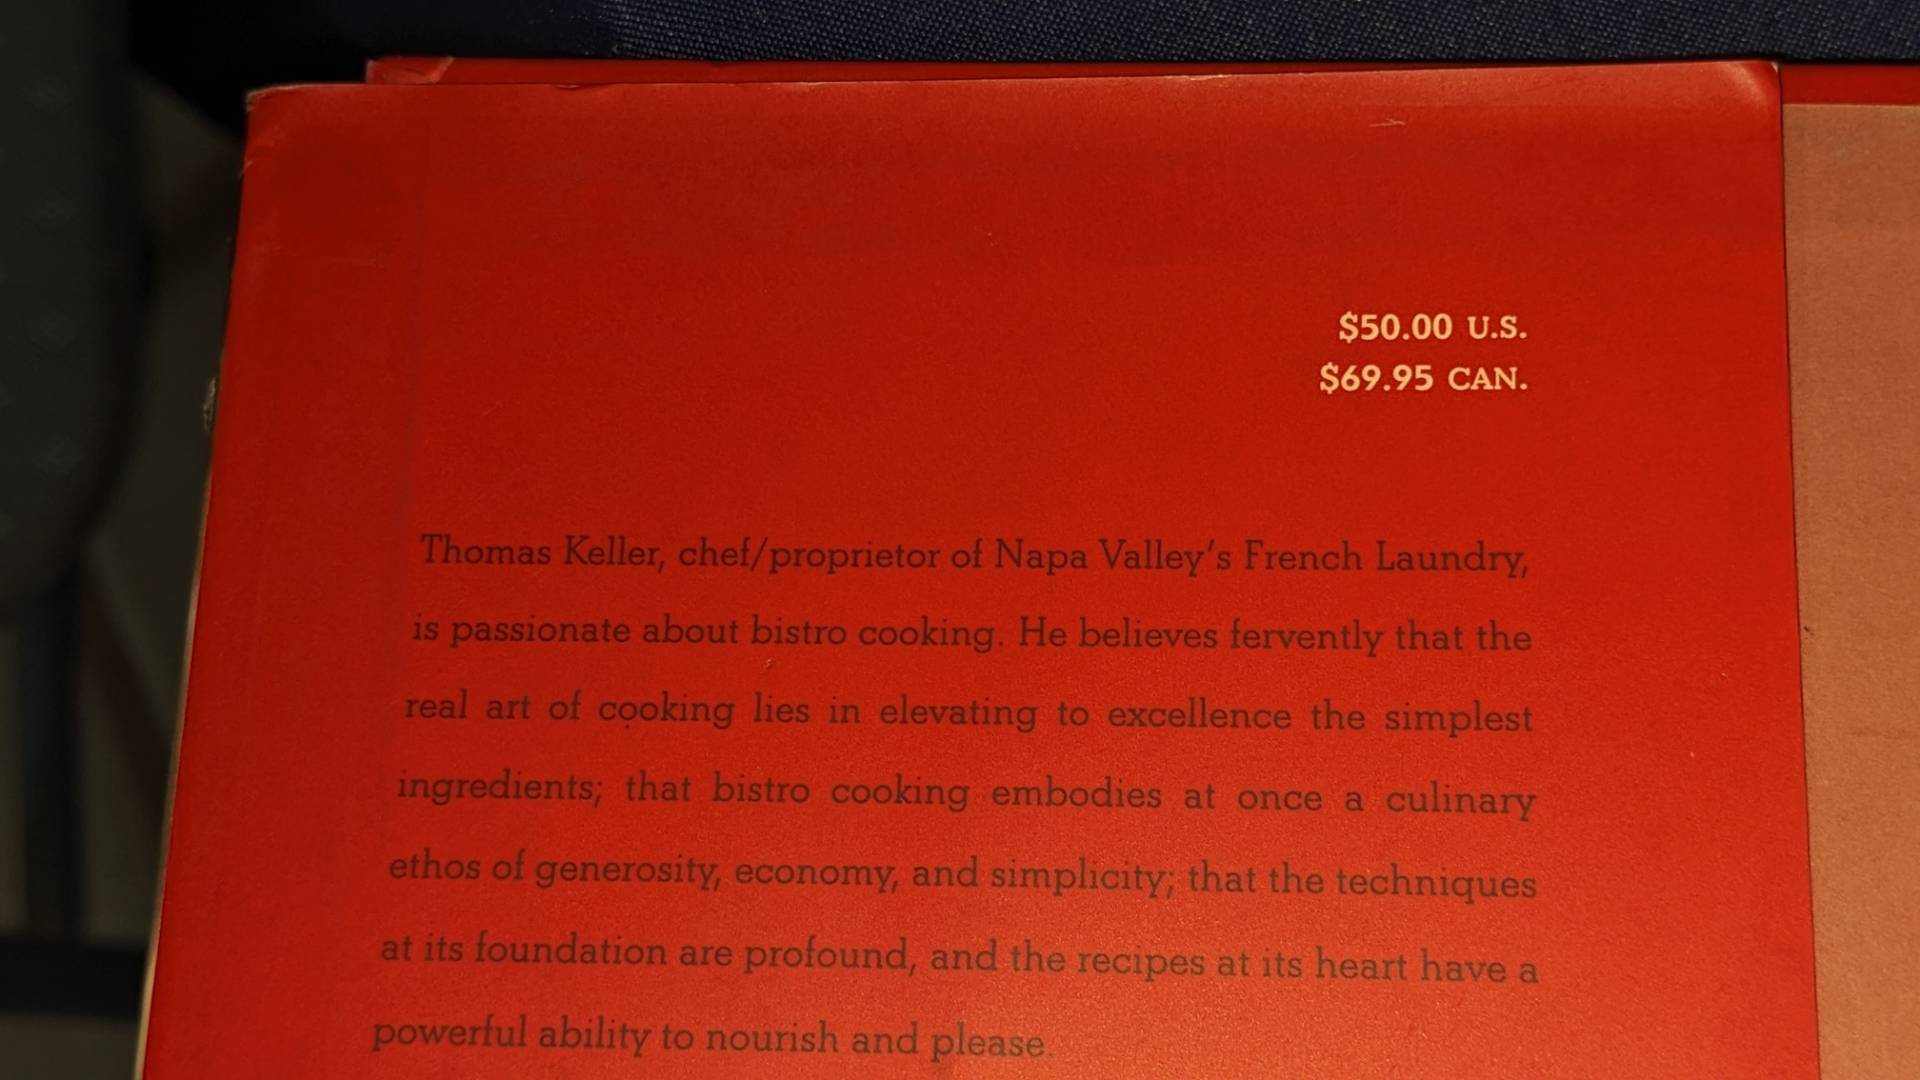 $50.00 U.S.
$69.95 CAN.
Thomas Keller, chef/proprietor of Napa Valley's French Laundry,
is passionate about bistro cooking. He believes fervently that the
real art of cooking lies in elevating to excellence the simplest
ingredients; that bistro cooking embodies at once a culinary
ethos of generosity, economy, and simplicity; that the techniques
at its foundation are profound, and the recipes at its heart have a
powerful ability to nourish and please.